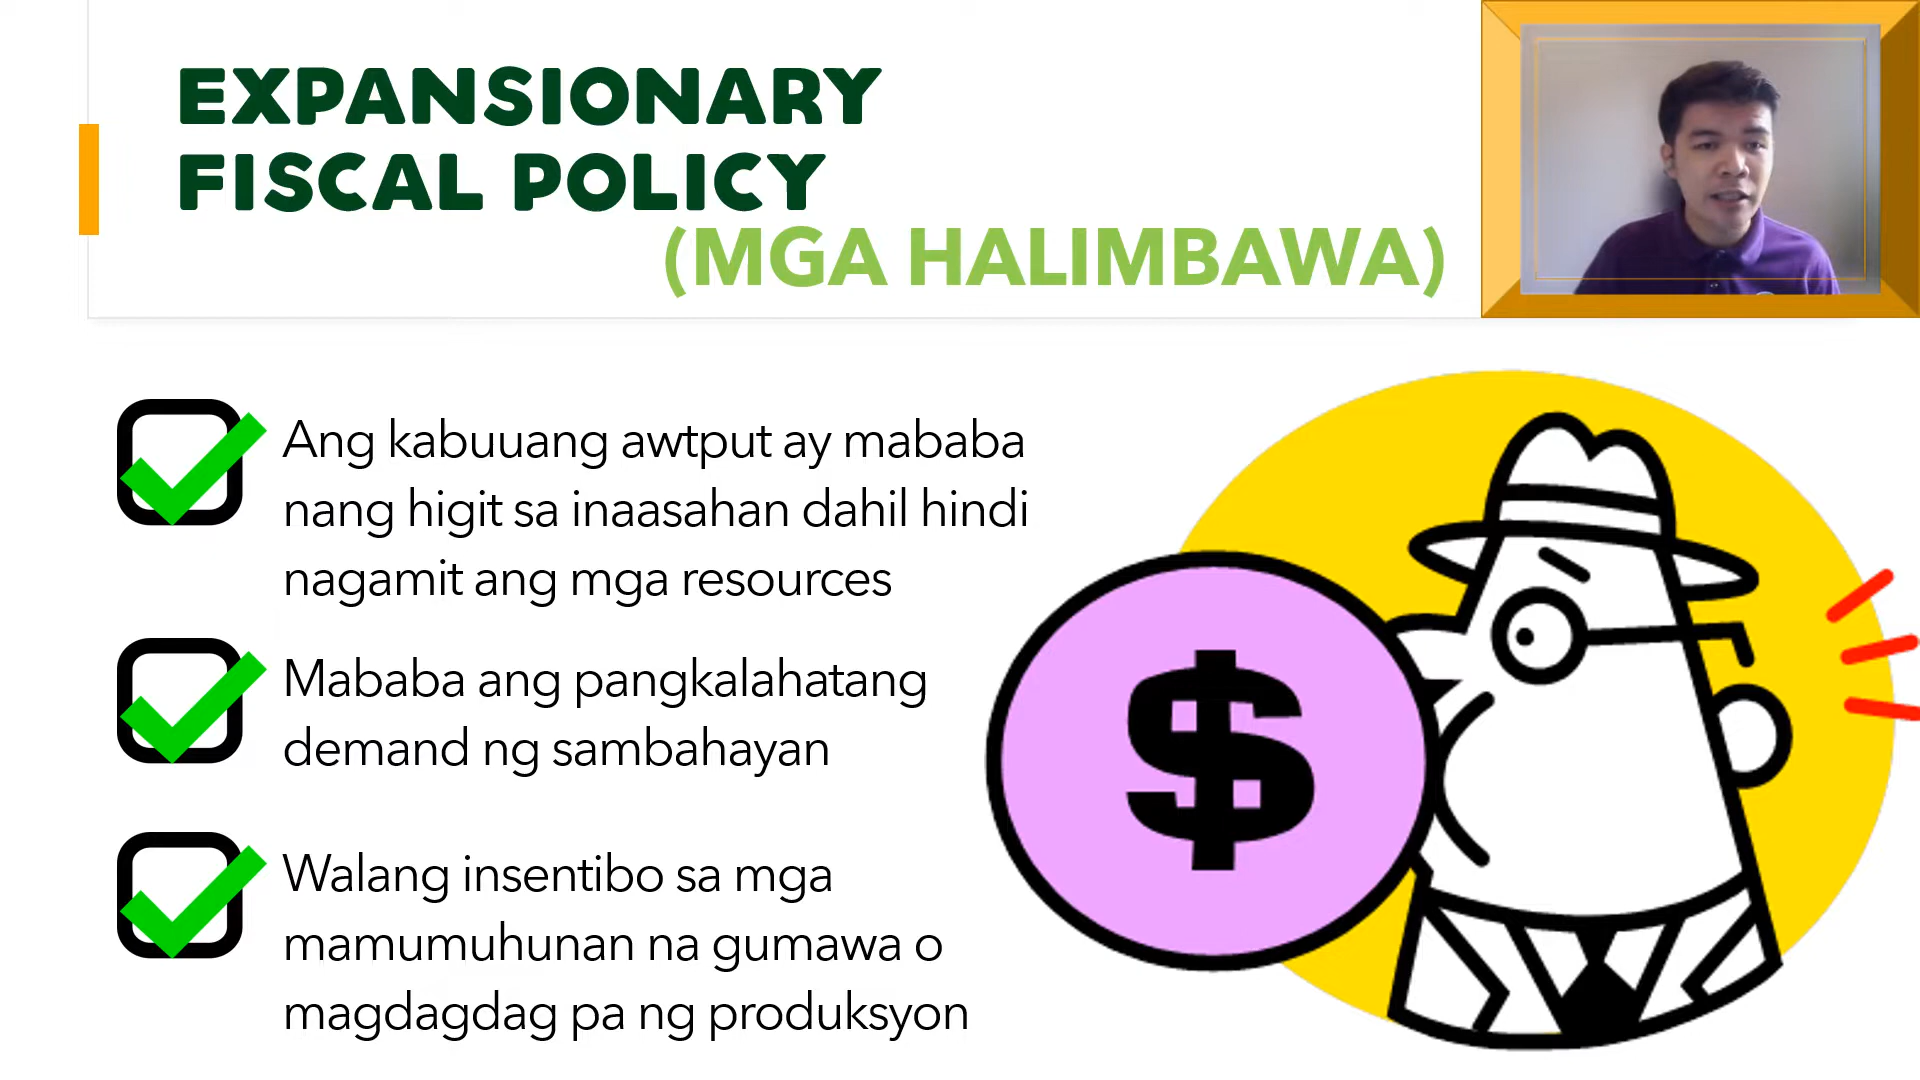 EXPANSIONARY
FISCAL POLICY
(MGA HALIMBAWA)
Ang kabuuang awtput ay mababa
nang higit sa inaasahan dahil hindi
nagamit ang mga resources
Mababa ang pangkalahatang
demand ng sambahayan
Walang insentibo sa mga
mamumuhunan na gumawa o
magdagdag pa ng produksyon
$